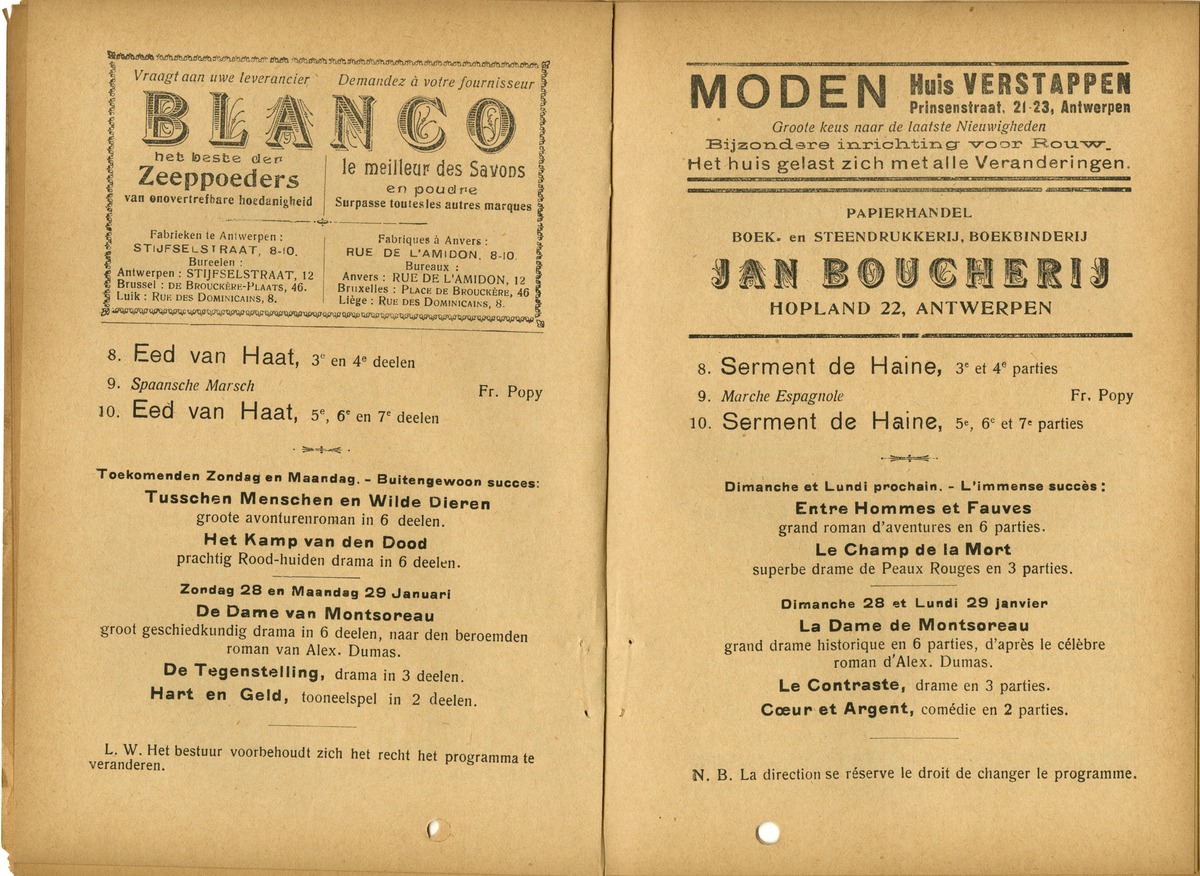 Vraagt aan uwe leverancier
Demandez à votre fournisseur
BLANCO
het beste der
Zeeppoeders
van onovertrefbare hoedanigheid
le meilleur des Savons
en poudre
Surpasse toutes les autres marques
Fabrieken te Antwerpen :
STIJFSELSTRAAT, 8-10.
Bureelen :
Antwerpen : STIJFSELSTRAAT, 12
Brussel : DE BROUCKÈRE-PLAATS, 46.
Luik : RUE DES DOMINICAINS, 8.
Fabriques à Anvers :
RUE DE L'AMIDON, 8-10.
Bureaux :
Anvers : RUE DE L'AMIDON, 12
Bruxelles : PLACE DE BROUCKÈRE, 46
Liège : RUE DES DOMINICAINS, 8.
8. Eed van Haat, 3e en 4e deelen
9. Spaansche Marsch Fr. Popy
10. Eed van Haat, 5e, 6e en 7e deelen
Toekomenden Zondag en Maandag. - Buitengewoon succes:
Tusschen Menschen en Wilde Dieren
groote avonturenroman in 6 deelen.
Het Kamp van den Dood
prachtig Rood-huiden drama in 6 deelen.
Zondag 28 en Maandag 29 Januari
De Dame van Montsoreau
groot geschiedkundig drama in 6 deelen, naar den beroemden
roman van Alex. Dumas.
De Tegenstelling, drama in 3 deelen.
Hart en Geld, tooneelspel in 2 deelen.
L. W. Het bestuur voorbehoudt zich het recht het programma te
veranderen.
MODEN Huis VERSTAPPEN
Prinsenstraat, 21-23, Antwerpen
Groote keus naar de laatste Nieuwigheden
Bijzondere inrichting voor Rouw.
Het huis gelast zich met alle Veranderingen.
PAPIERHANDEL
BOEK- en STEENDRUKKERIJ, BOEKBINDERIJ
JAN BOUCHERIJ
HOPLAND 22, ANTWERPEN
8. Serment de Haine, 3e et 4e parties
9. Marche Espagnole Fr. Popy
10. Serment de Haine, 5e, 6e et 7e parties
Dimanche et Lundi prochain. - L'immense succès :
Entre Hommes et Fauves
grand roman d'aventures en 6 parties.
Le Champ de la Mort
superbe drame de Peaux Rouges en 3 parties.
Dimanche 28 et Lundi 29 janvier
La Dame de Montsoreau
grand drame historique en 6 parties, d'après le célèbre
roman d'Alex. Dumas.
Le Contraste, drame en 3 parties.
Cœur et Argent, comédie en 2 parties.
N. B. La direction se réserve le droit de changer le programme.